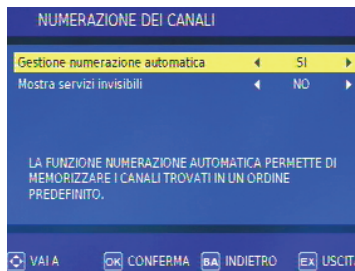 NUMERAZIONE DEI CANALI
Gestione numerazione automatica SI
Mostra servizi invisibili NO
LA FUNZIONE NUMERAZIONE AUTOMATICA PERMETTE DI
MEMORIZZARE I CANALI TROVATI IN UN ORDINE
PREDEFINITO.
VAI A OK CONFERMA BA INDIETRO EX USCIT